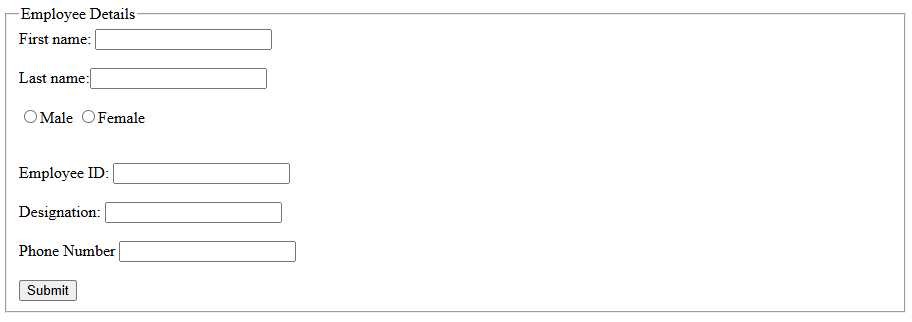 Employee Details
First name:
Last name:
Male Female
Employee ID:
Designation:
Phone Number
Submit